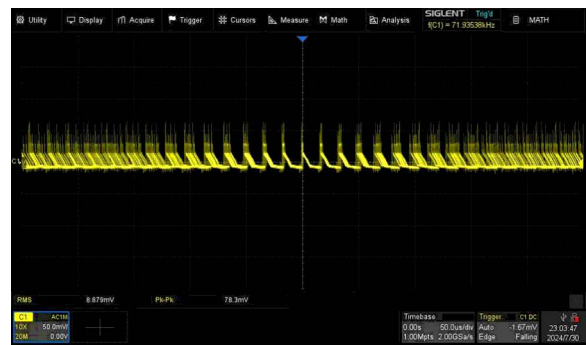 Utility Display Acquire Trigger Cursors Measure Math Analysis SIGLENT Trig'd MATH
f(C1) = 71.93538kHz
C1
RMS 8.879mV Pk-Pk 78.3mV
C1 AC1M
10X 50.0mV/
20M 0.00V
Timebase
0.00s 50.0us/div
1.00Mpts 2.00GSa/s
Trigger C1 DC
Auto -1.67mV
Edge Falling
23:03:47
2024/7/30